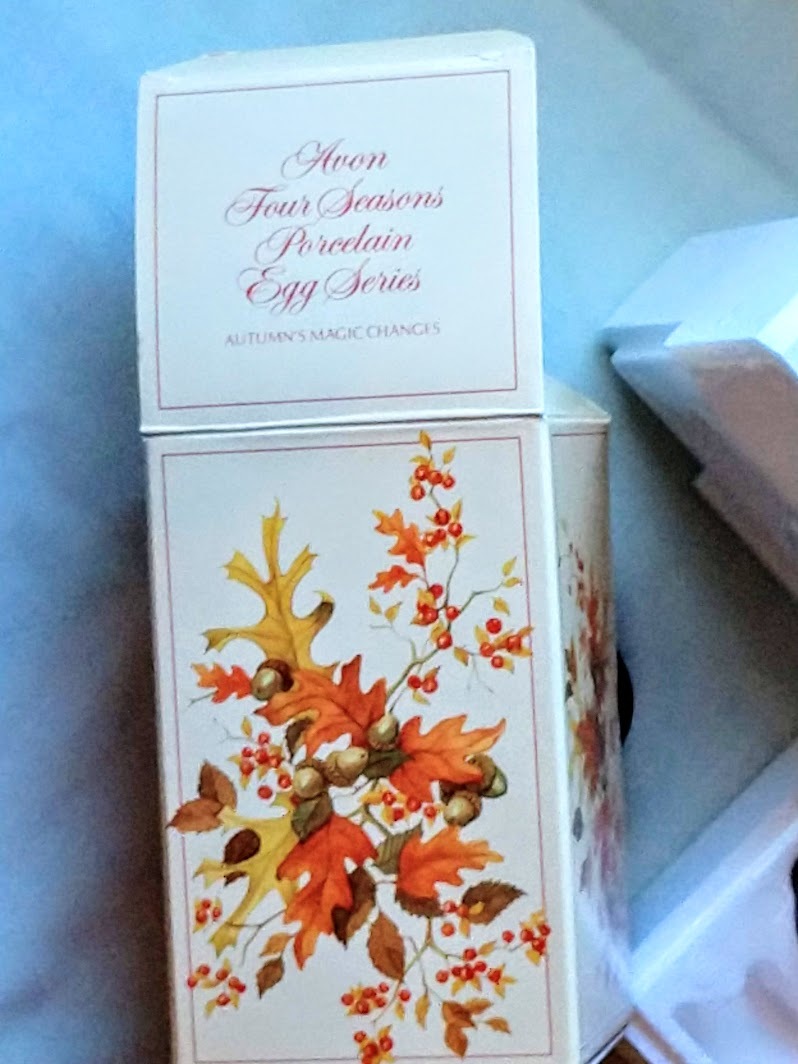 Avon
Four Seasons
Porcelain
Egg Series
AUTUMN'S MAGIC CHANGES